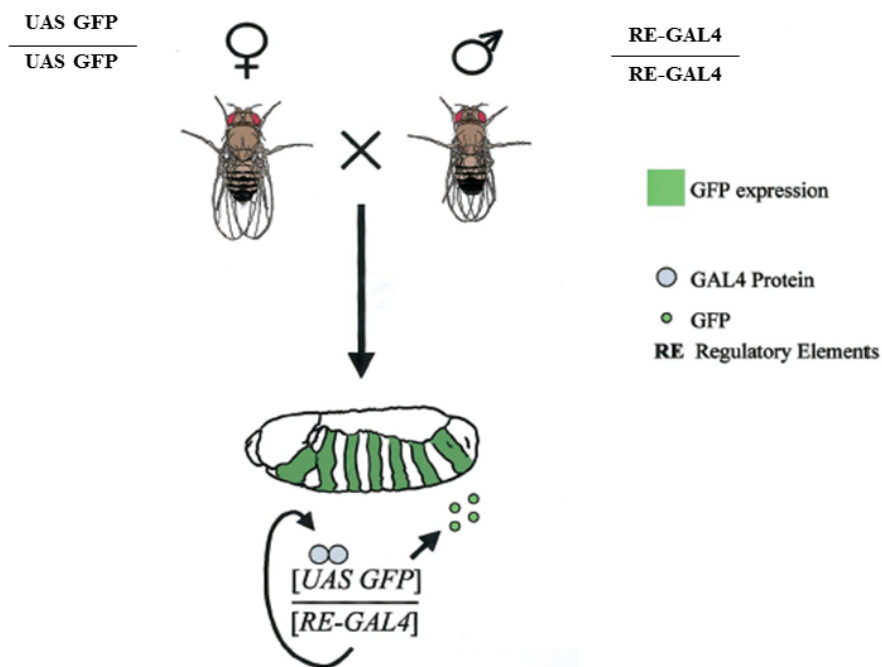 UAS GFP
UAS GFP
RE-GAL4
RE-GAL4
GFP expression
GAL4 Protein
GFP
RE Regulatory Elements
[UAS GFP]
[RE-GAL4]